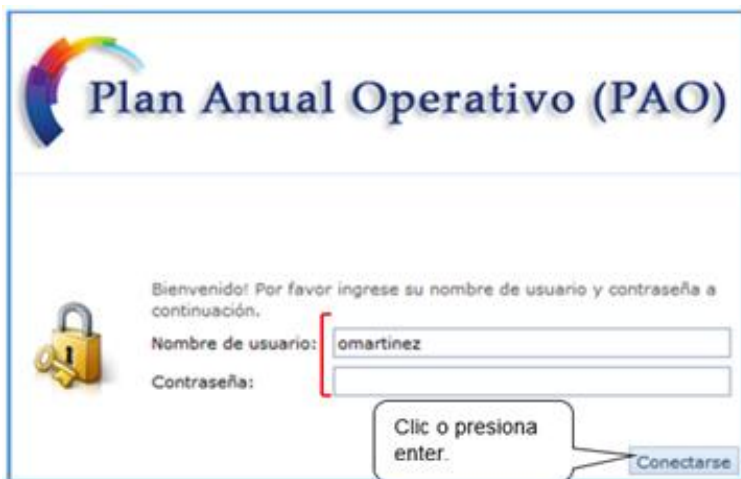 Plan Anual Operativo (PAO)
Bienvenido! Por favor ingrese su nombre de usuario y contraseña a
continuación.
Nombre de usuario: omartinez
Contraseña:
Clic o presiona
enter.
Conectarse